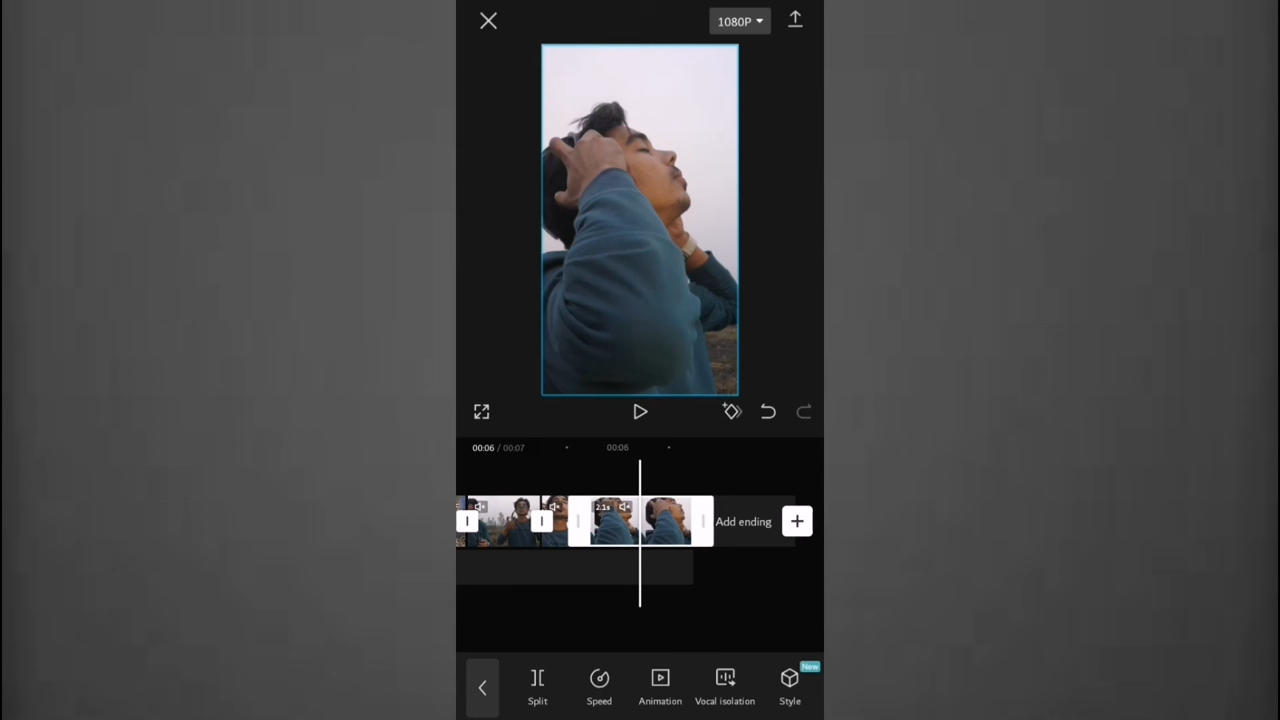 1080P
00:06 / 00:07
00:06
2.1s
Add ending
New
Split
Speed
Animation
Vocal isolation
Style